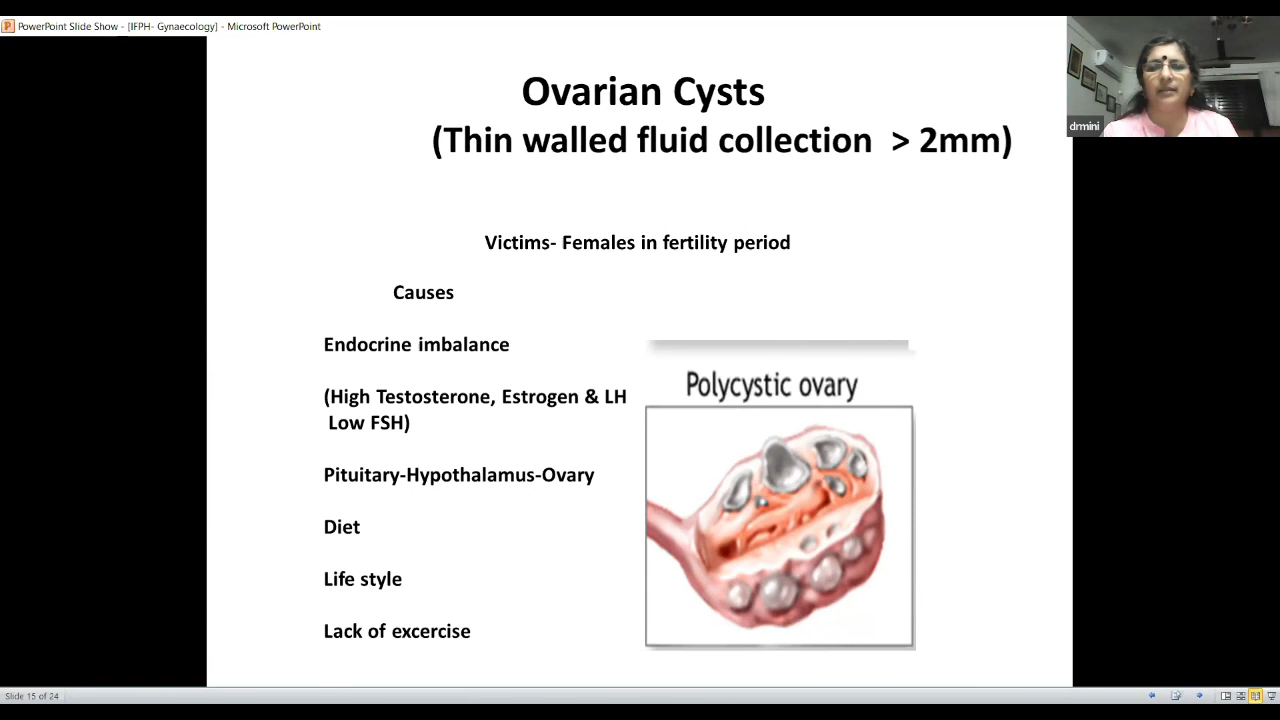 PowerPoint Slide Show - [IFPH- Gynaecology] - Microsoft PowerPoint
drmini
Ovarian Cysts
(Thin walled fluid collection > 2mm)
Victims- Females in fertility period
Causes
Endocrine imbalance
(High Testosterone, Estrogen & LH
Low FSH)
Pituitary-Hypothalamus-Ovary
Diet
Life style
Lack of excercise
Polycystic ovary
Slide 15 of 24